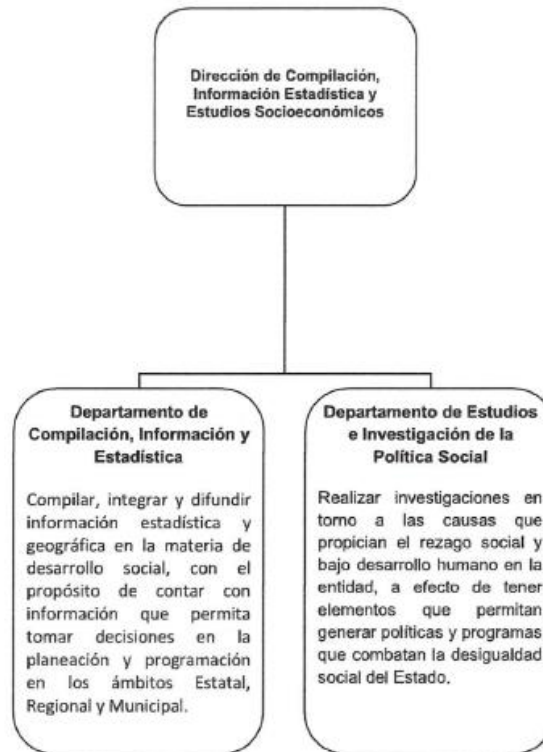 Dirección de Compilación,
Información Estadística y
Estudios Socioeconómicos
Departamento de
Compilación, Información y
Estadística
Compilar, integrar y difundir
información estadística y
geográfica en la materia de
desarrollo social, con el
propósito de contar con
información que permita
tomar decisiones en la
planeación y programación
en los ámbitos Estatal,
Regional y Municipal.
Departamento de Estudios
e Investigación de la
Política Social
Realizar investigaciones en
torno a las causas que
propician el rezago social y
bajo desarrollo humano en la
entidad, a efecto de tener
elementos que permitan
generar políticas y programas
que combatan la desigualdad
social del Estado.